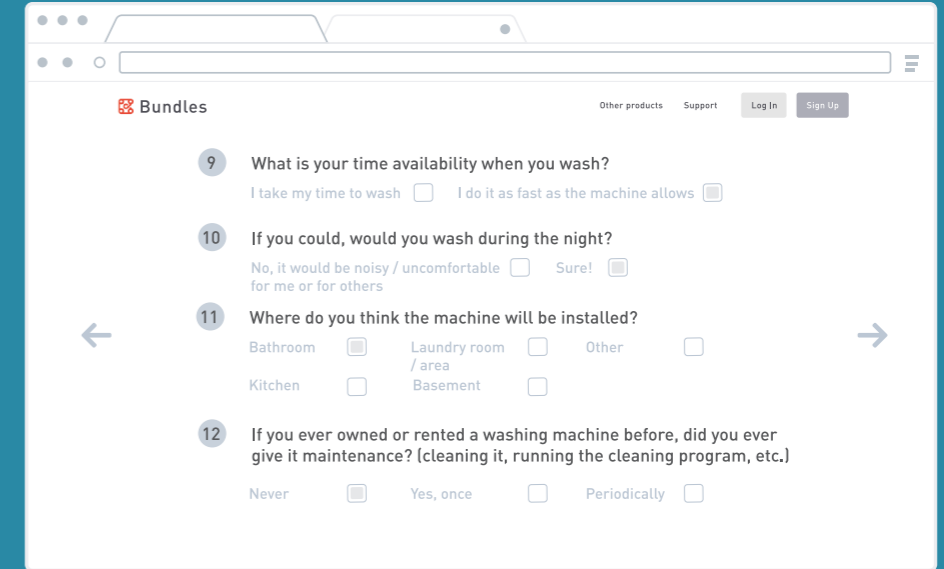 Bundles
Other products Support Log In Sign Up
9 What is your time availability when you wash?
I take my time to wash I do it as fast as the machine allows
10 If you could, would you wash during the night?
No, it would be noisy / uncomfortable Sure!
for me or for others
11 Where do you think the machine will be installed?
Bathroom Laundry room Other
/ area
Kitchen Basement
12 If you ever owned or rented a washing machine before, did you ever
give it maintenance? (cleaning it, running the cleaning program, etc.)
Never Yes, once Periodically